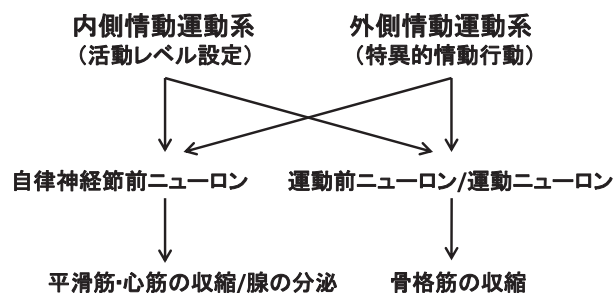 内側情動運動系
(活動レベル設定)
外側情動運動系
(特異的情動行動)
自律神経節前ニューロン
運動前ニューロン/運動ニューロン
平滑筋・心筋の収縮/腺の分泌
骨格筋の収縮